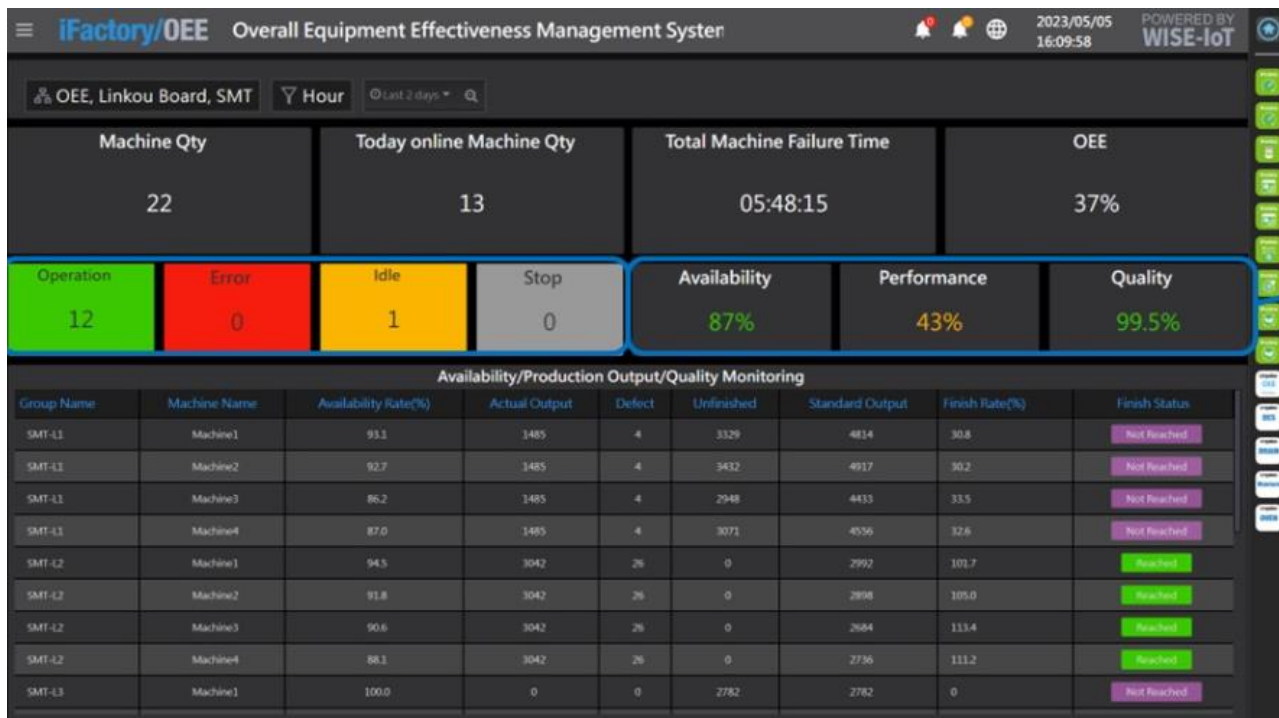 iFactory/OEE Overall Equipment Effectiveness Management System 2023/05/05 16:09:58 POWERED BY WISE-IoT
OEE, Linkou Board, SMT Hour Last 2 days
Machine Qty Today online Machine Qty Total Machine Failure Time OEE
22 13 05:48:15 37%
Operation Error Idle Stop Availability Performance Quality
12 0 1 0 87% 43% 99.5%
Availability/Production Output/Quality Monitoring
Group Name Machine Name Availability Rate(%) Actual Output Defect Unfinished Standard Output Finish Rate(%) Finish Status
SMT-L1 Machine1 93.1 1485 4 3329 4814 30.8 Not Reached
SMT-L1 Machine2 92.7 1485 4 3432 4917 30.2 Not Reached
SMT-L1 Machine3 86.2 1485 4 2948 4433 33.5 Not Reached
SMT-L1 Machine4 87.0 1485 4 3071 4556 32.6 Not Reached
SMT-L2 Machine1 94.5 3042 26 0 2992 101.7 Reached
SMT-L2 Machine2 91.8 3042 26 0 2898 105.0 Reached
SMT-L2 Machine3 90.6 3042 26 0 2684 113.4 Reached
SMT-L2 Machine4 88.1 3042 26 0 2736 111.2 Reached
SMT-L3 Machine1 100.0 0 0 2782 2782 0 Not Reached